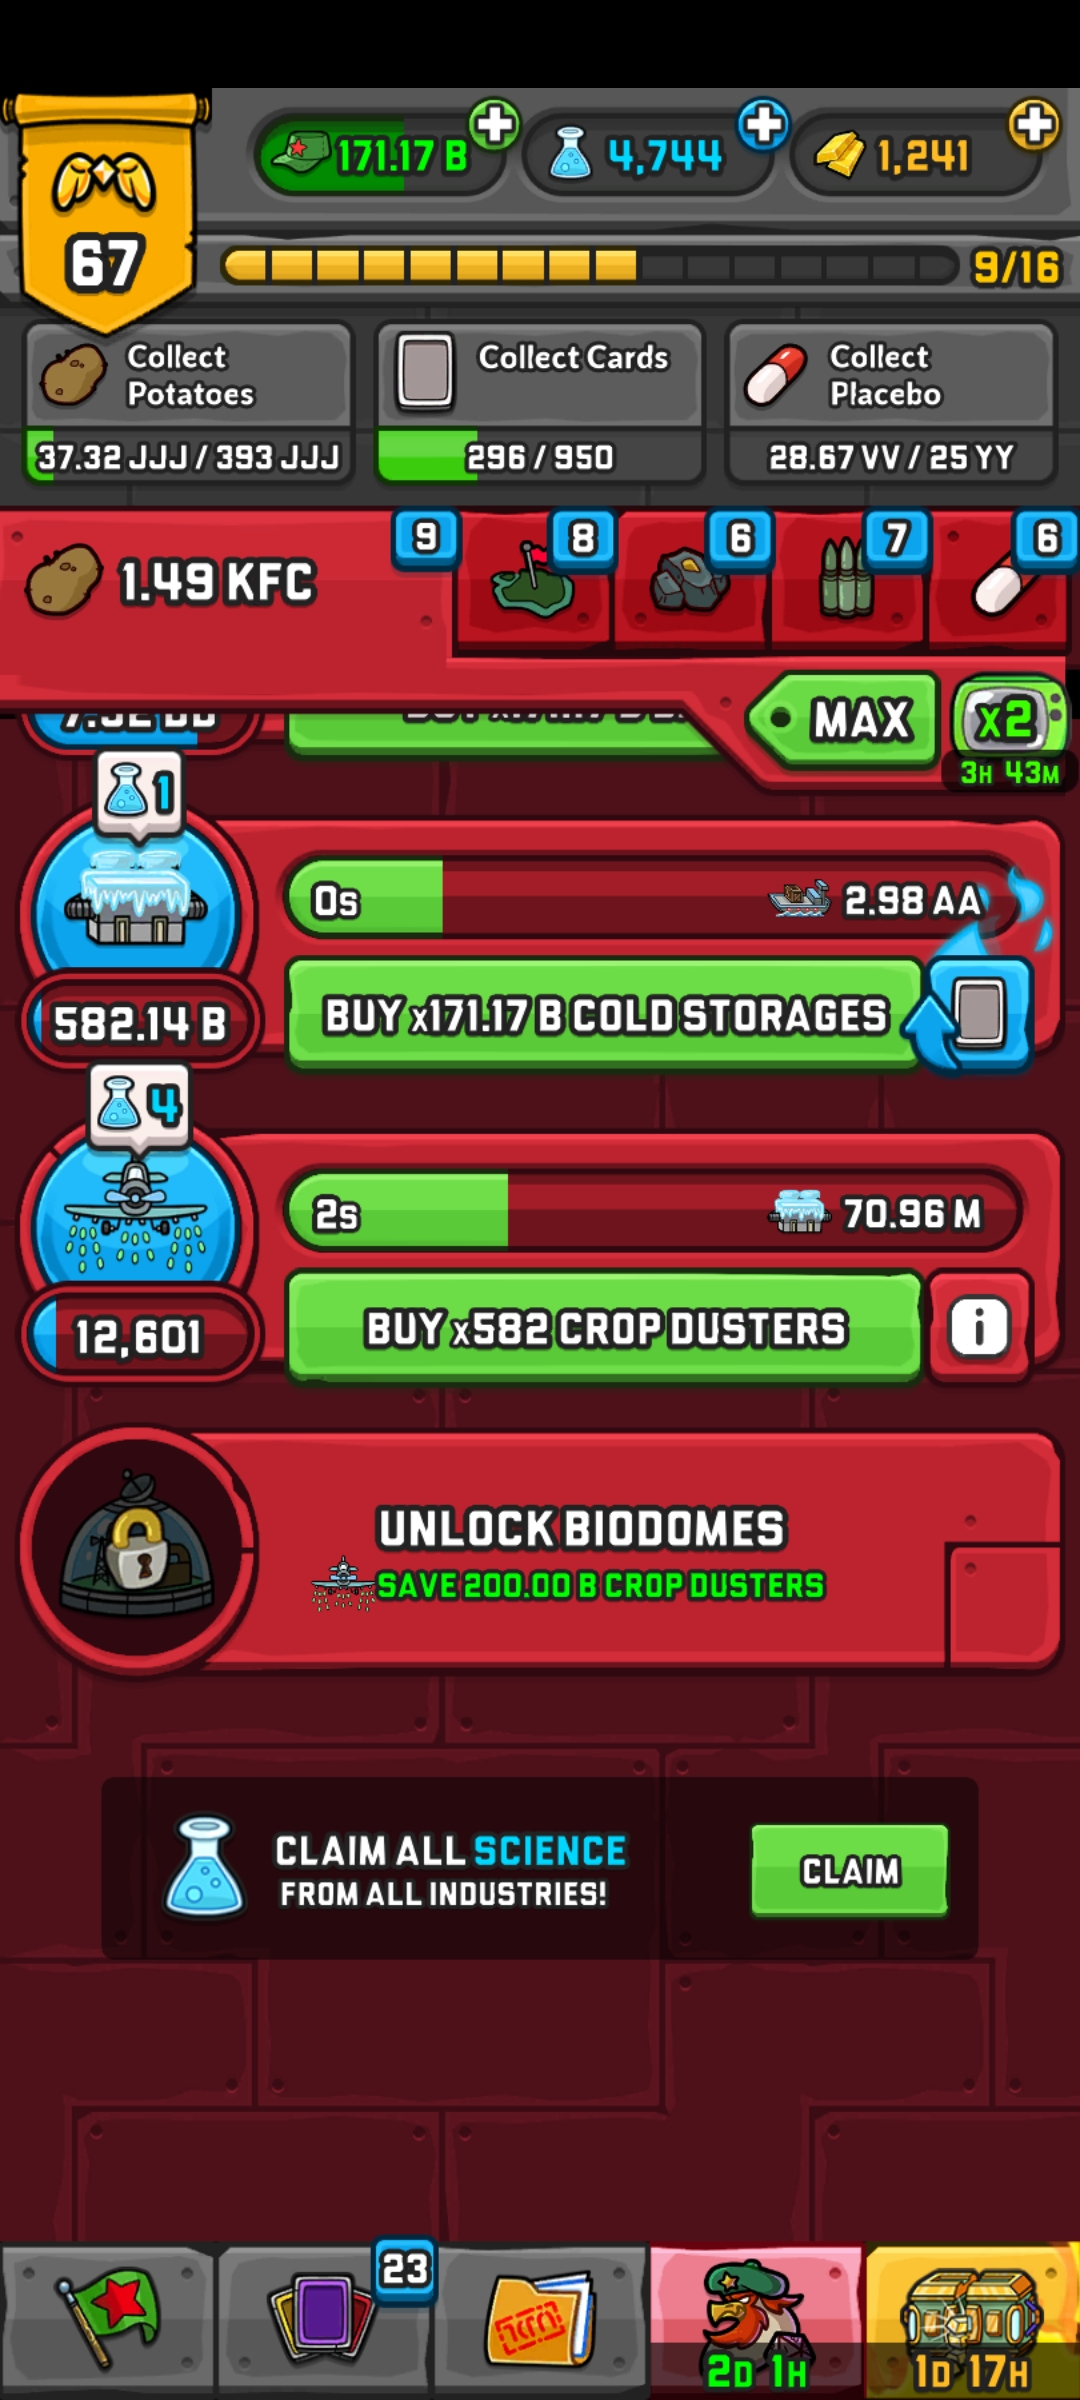 171.17 B
4,744
1,241
67
9/16
Collect Potatoes
37.32 JJJ / 393 JJJ
Collect Cards
296 / 950
Collect Placebo
28.67 VV / 25 YY
1.49 KFC
9
8
6
7
6
MAX
x2
3H 43M
1
0s
2.98 AA
582.14 B
BUY x171.17 B COLD STORAGES
4
2s
70.96 M
12,601
BUY x582 CROP DUSTERS
i
UNLOCK BIODOMES
SAVE 200.00 B CROP DUSTERS
CLAIM ALL SCIENCE
FROM ALL INDUSTRIES!
CLAIM
23
2D 1H
1D 17H